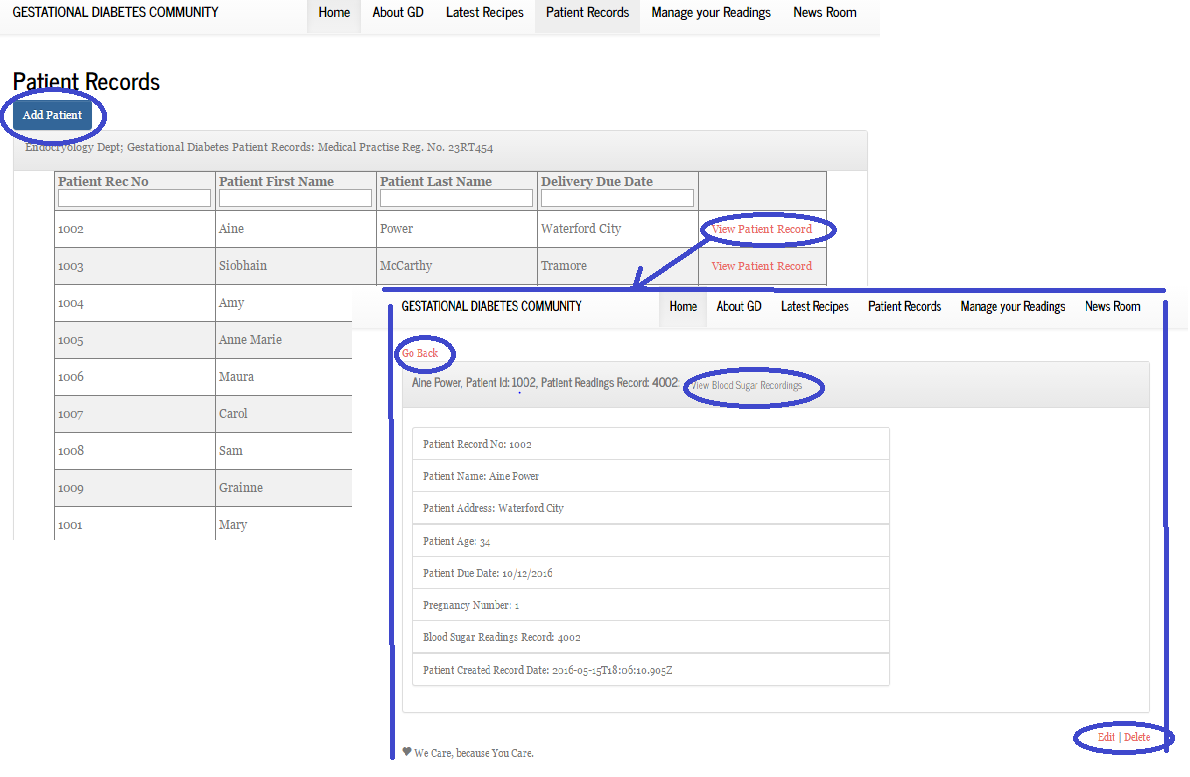 GESTATIONAL DIABETES COMMUNITY Home About GD Latest Recipes Patient Records Manage your Readings News Room
Patient Records
Add Patient
Endocryology Dept; Gestational Diabetes Patient Records: Medical Practise Reg. No. 23RT454
Patient Rec No Patient First Name Patient Last Name Delivery Due Date
1002 Aine Power Waterford City View Patient Record
1003 Siobhain McCarthy Tramore View Patient Record
1004 Amy
1005 Anne Marie
1006 Maura
1007 Carol
1008 Sam
1009 Grainne
1001 Mary
GESTATIONAL DIABETES COMMUNITY Home About GD Latest Recipes Patient Records Manage your Readings News Room
Go Back
Aine Power, Patient Id: 1002, Patient Readings Record: 4002: View Blood Sugar Recordings
Patient Record No: 1002
Patient Name: Aine Power
Patient Address: Waterford City
Patient Age: 34
Patient Due Date: 10/12/2016
Pregnancy Number: 1
Blood Sugar Readings Record: 4002
Patient Created Record Date: 2016-05-15T18:06:10.905Z
Edit | Delete
We Care, because You Care.